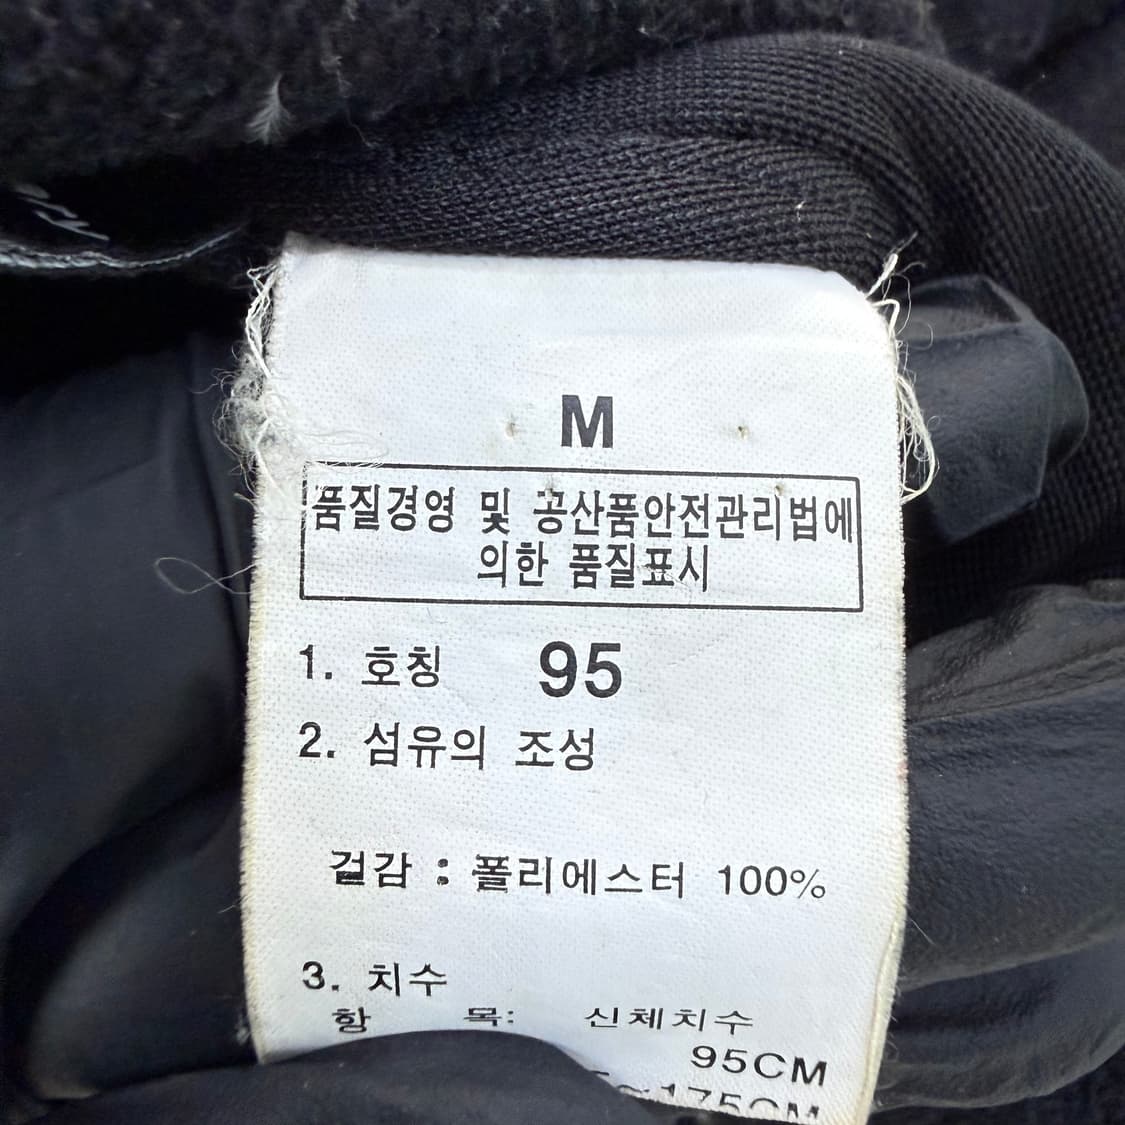 M
품질경영 및 공산품안전관리법에
의한 품질표시
1. 호칭 95
2. 섬유의 조성
겉감 : 폴리에스터 100%
3. 치수
항 목: 신체치수
95CM
175CM